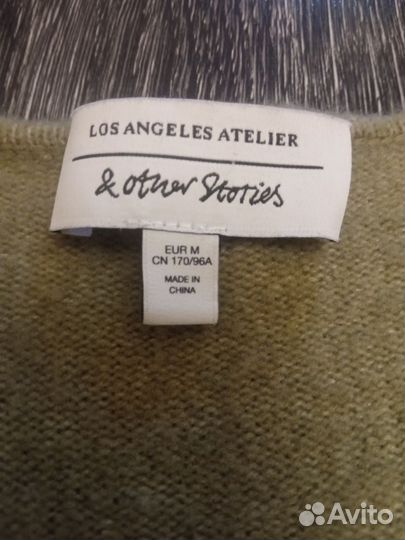 LOS ANGELES ATELIER
& other Stories
EUR M
CN 170/96A
MADE IN
CHINA
Avito